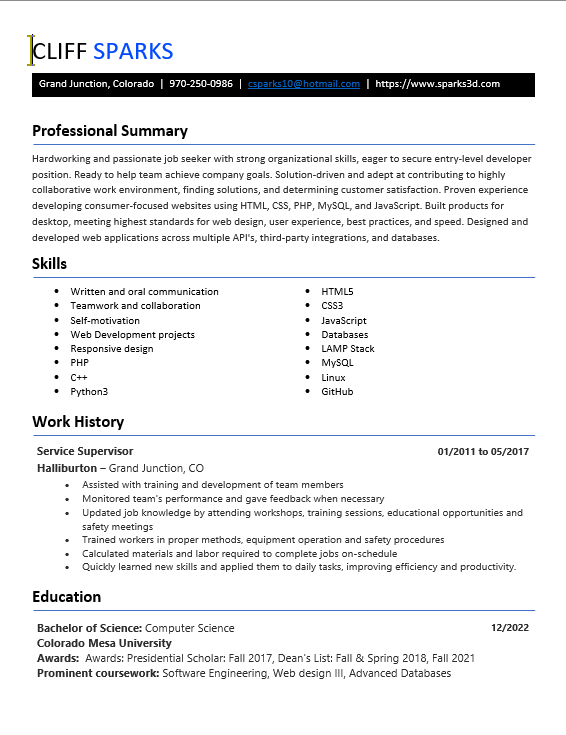 CLIFF SPARKS
Grand Junction, Colorado | 970-250-0986 | csparks10@hotmail.com | https://www.sparks3d.com
Professional Summary
Hardworking and passionate job seeker with strong organizational skills, eager to secure entry-level developer
position. Ready to help team achieve company goals. Solution-driven and adept at contributing to highly
collaborative work environment, finding solutions, and determining customer satisfaction. Proven experience
developing consumer-focused websites using HTML, CSS, PHP, MySQL, and JavaScript. Built products for
desktop, meeting highest standards for web design, user experience, best practices, and speed. Designed and
developed web applications across multiple API's, third-party integrations, and databases.
Skills
• Written and oral communication
• Teamwork and collaboration
• Self-motivation
• Web Development projects
• Responsive design
• PHP
• C++
• Python3
• HTML5
• CSS3
• JavaScript
• Databases
• LAMP Stack
• MySQL
• Linux
• GitHub
Work History
Service Supervisor 01/2011 to 05/2017
Halliburton – Grand Junction, CO
• Assisted with training and development of team members
• Monitored team's performance and gave feedback when necessary
• Updated job knowledge by attending workshops, training sessions, educational opportunities and
safety meetings
• Trained workers in proper methods, equipment operation and safety procedures
• Calculated materials and labor required to complete jobs on-schedule
• Quickly learned new skills and applied them to daily tasks, improving efficiency and productivity.
Education
Bachelor of Science: Computer Science 12/2022
Colorado Mesa University
Awards: Awards: Presidential Scholar: Fall 2017, Dean's List: Fall & Spring 2018, Fall 2021
Prominent coursework: Software Engineering, Web design III, Advanced Databases